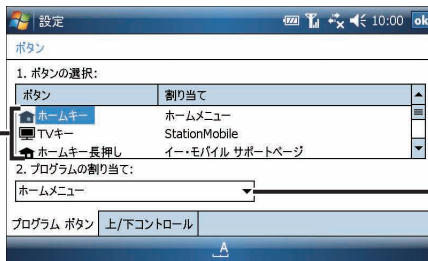 設定 10:00 ok
ボタン
1. ボタンの選択:
ボタン 割り当て
ホームキー ホームメニュー
TVキー StationMobile
ホームキー長押し イー・モバイル サポートページ
2. プログラムの割り当て:
ホームメニュー
プログラム ボタン 上/下コントロール
A